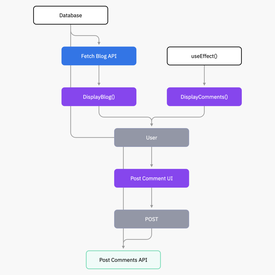 Database
Fetch Blog API
useEffect()
DisplayBlog()
DisplayComments()
User
Post Comment UI
POST
Post Comments API